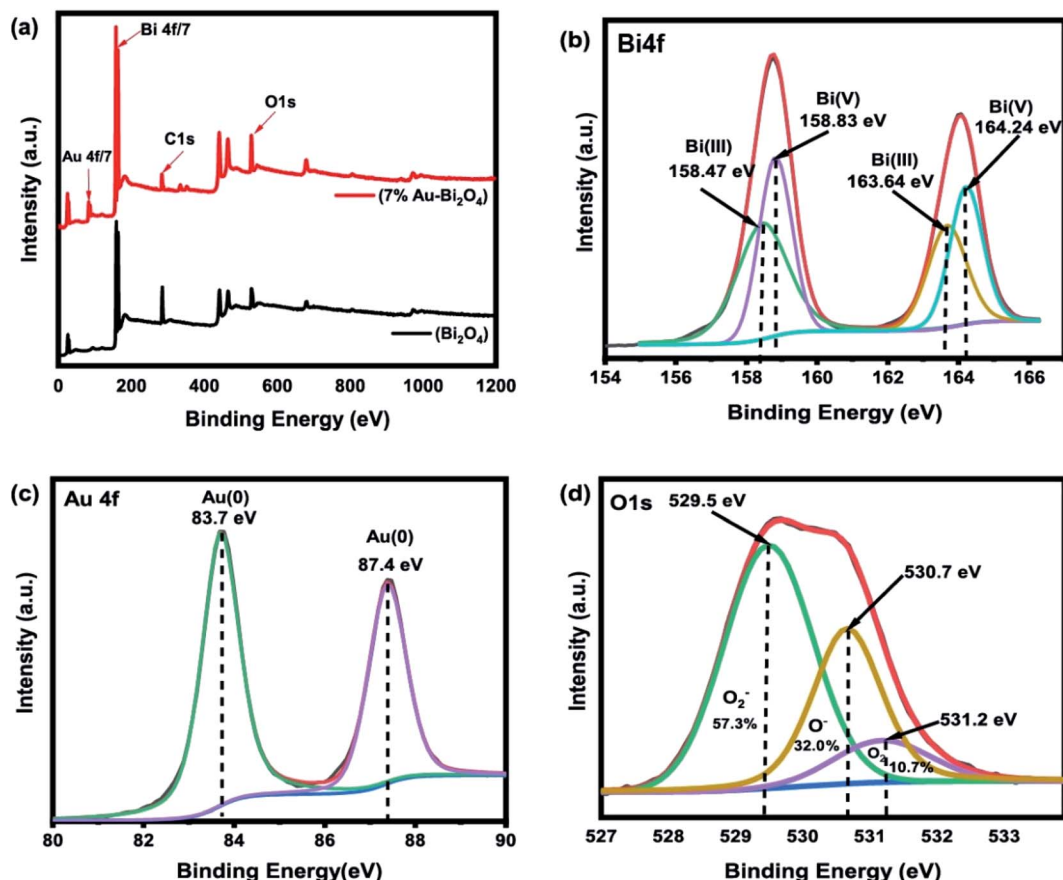 (a)
Bi 4f/7
O1s
C1s
Au 4f/7
(7% Au-Bi₂O₄)
(Bi₂O₄)
Intensity (a.u.)
0 200 400 600 800 1000 1200
Binding Energy (eV)
(b)
Bi4f
Bi(V)
158.83 eV
Bi(V)
164.24 eV
Bi(III)
158.47 eV
Bi(III)
163.64 eV
Intensity (a.u.)
154 156 158 160 162 164 166
Binding Energy (eV)
(c)
Au 4f
Au(0)
83.7 eV
Au(0)
87.4 eV
Intensity (a.u.)
80 82 84 86 88 90
Binding Energy(eV)
(d)
O1s
529.5 eV
530.7 eV
531.2 eV
O₂⁻
57.3%
O⁻
32.0%
O₂
10.7%
Intensity (a.u.)
527 528 529 530 531 532 533
Binding Energy (eV)